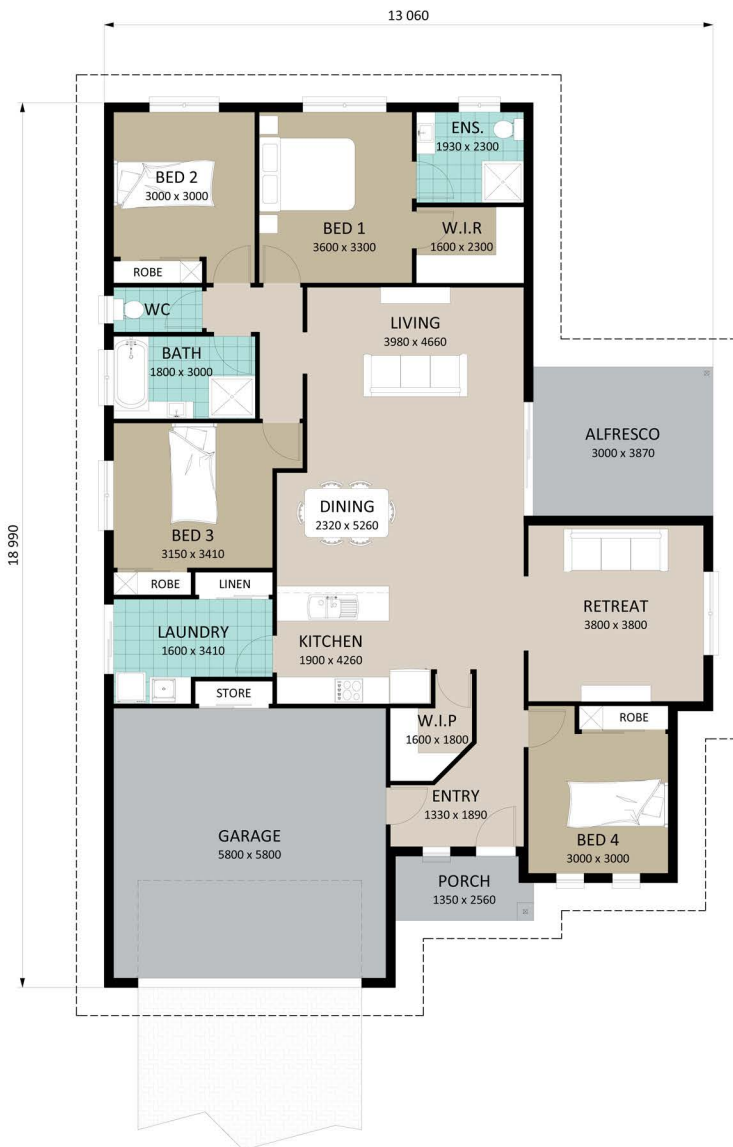 13 060
18 990
BED 2
3000 x 3000
ROBE
BED 1
3600 x 3300
ENS.
1930 x 2300
W.I.R
1600 x 2300
WC
BATH
1800 x 3000
LIVING
3980 x 4660
ALFRESCO
3000 x 3870
DINING
2320 x 5260
BED 3
3150 x 3410
ROBE
LINEN
RETREAT
3800 x 3800
LAUNDRY
1600 x 3410
KITCHEN
1900 x 4260
STORE
W.I.P
1600 x 1800
ROBE
ENTRY
1330 x 1890
GARAGE
5800 x 5800
BED 4
3000 x 3000
PORCH
1350 x 2560